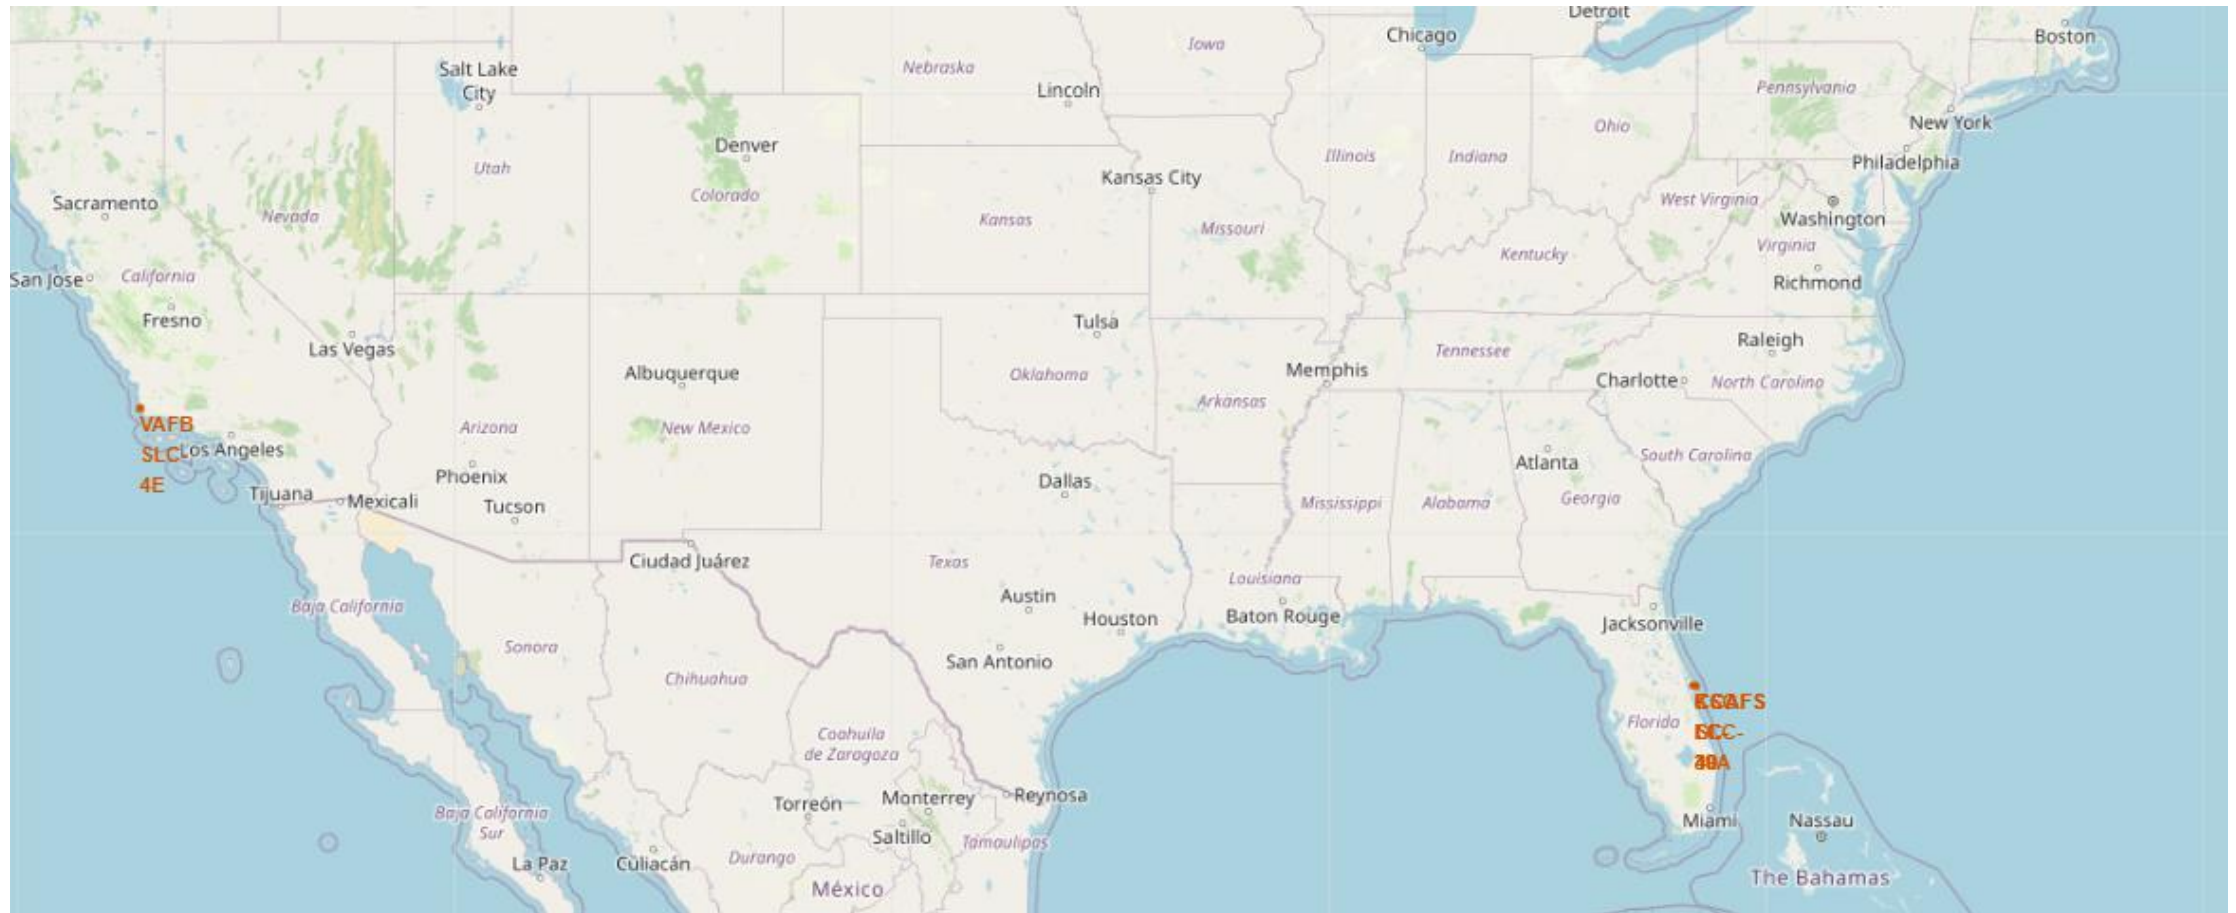 Detroit
Chicago
Iowa
Boston
Salt Lake
City
Nebraska
Lincoln
Pennsylvania
New York
Ohio
Denver
Illinois
Indiana
Philadelphia
Utah
Kansas City
Colorado
Sacramento
Nevada
Kansas
Missouri
West Virginia
Washington
Virginia
Kentucky
San Jose
California
Richmond
Fresno
Tulsa
Las Vegas
Raleigh
Tennessee
Albuquerque
Oklahoma
Memphis
Charlotte
North Carolina
Arkansas
VAFB
SLC-
4E
Los Angeles
Arizona
New Mexico
South Carolina
Atlanta
Phoenix
Dallas
Tijuana
Mexicali
Tucson
Mississippi
Alabama
Georgia
Ciudad Juárez
Texas
Louisiana
Austin
Baja California
Houston
Baton Rouge
Jacksonville
Sonora
San Antonio
Chihuahua
Florida
Coahuila
de Zaragoza
Torreón
Monterrey
Reynosa
Baja California
Sur
Saltillo
Tamaulipas
Miami
Nassau
La Paz
Culiacán
Durango
México
The Bahamas